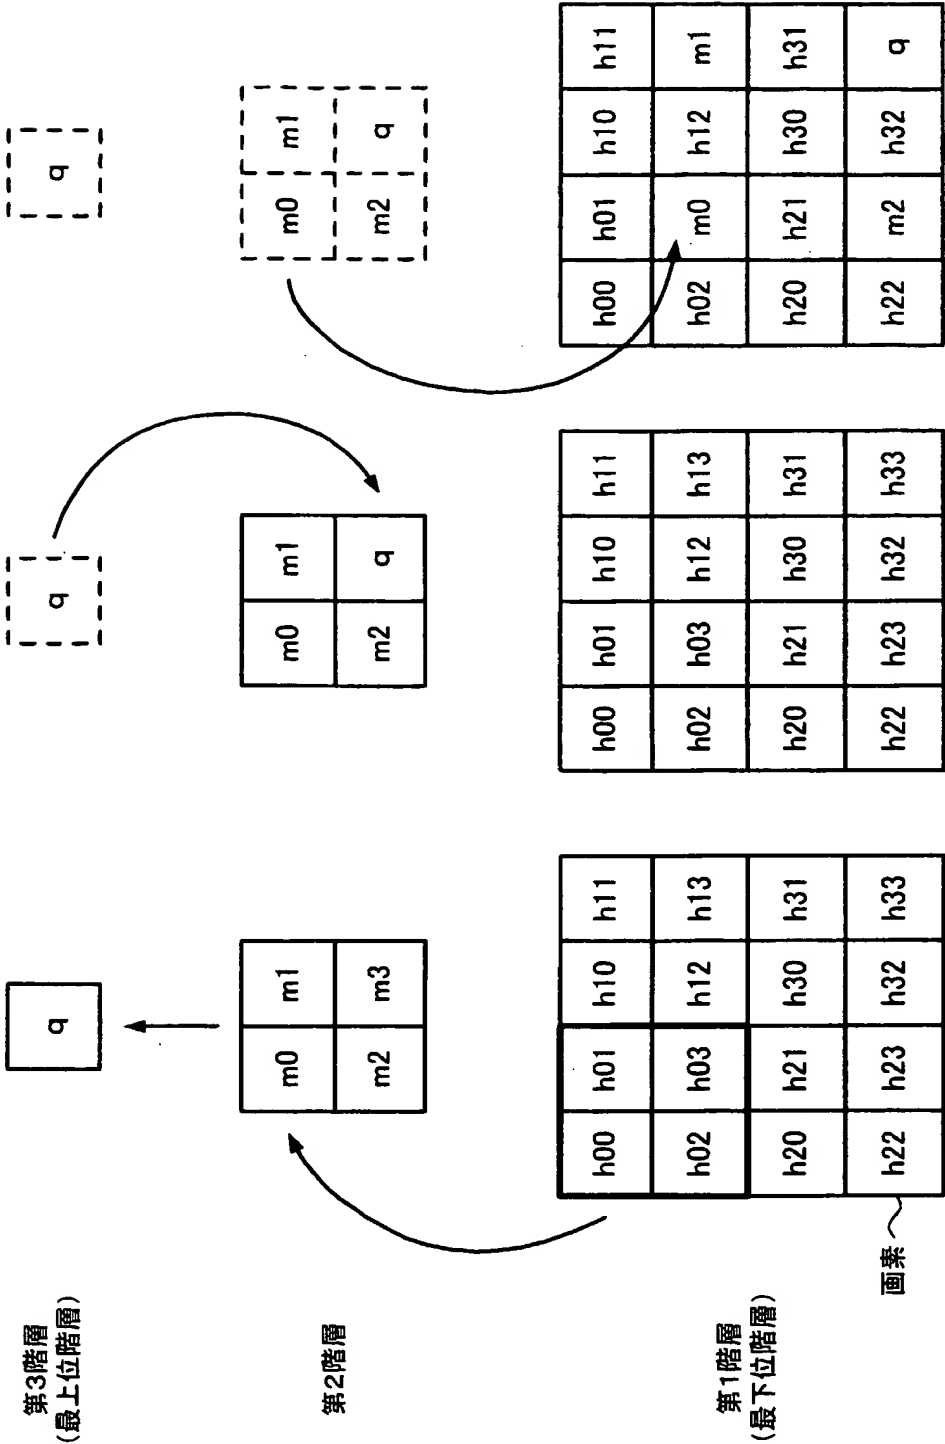 第3階層
(最上位階層)
q q q
m0 m1 m0 m1 m0 m1
第2階層
m2 m3 m2 q m2 q
h00 h01 h10 h11 h00 h01 h10 h11 h00 h01 h10 h11
h02 h03 h12 h13 h02 h03 h12 h13 h02 m0 h12 m1
第1階層
(最下位階層)
h20 h21 h30 h31 h20 h21 h30 h31 h20 h21 h30 h31
画素 h22 h23 h32 h33 h22 h23 h32 h33 h22 m2 h32 q